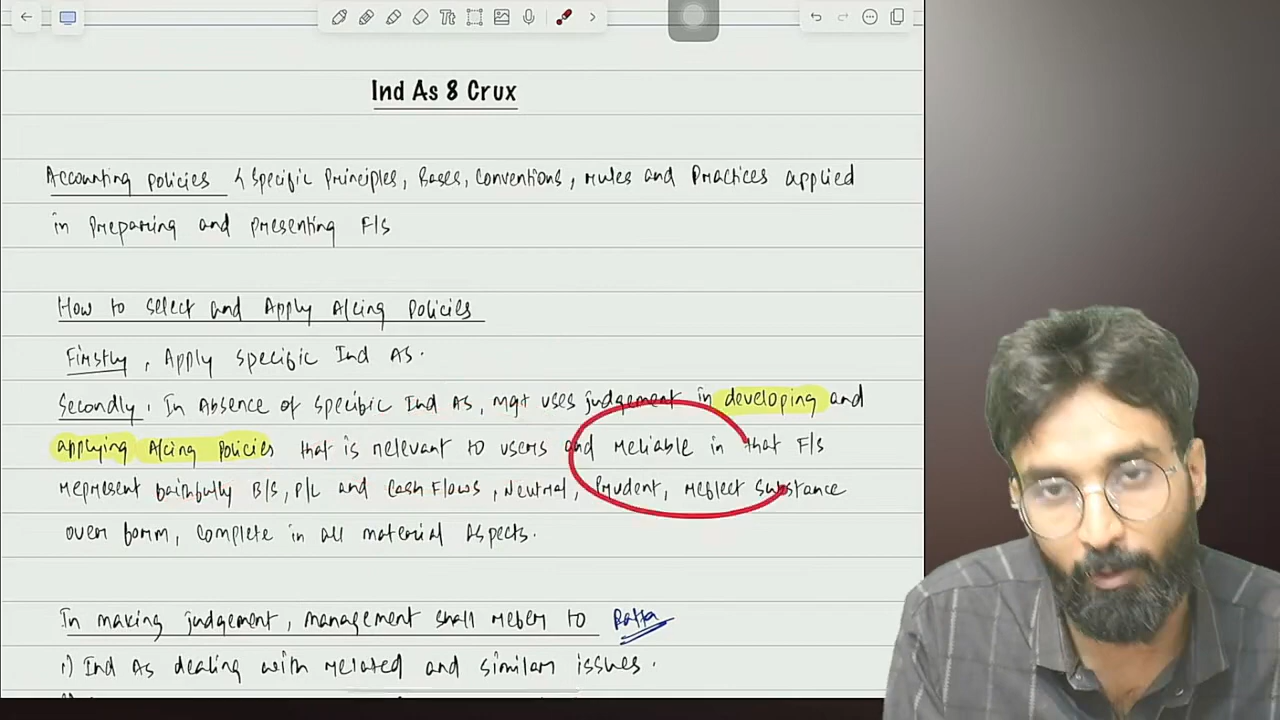 Ind As 8 Crux
Accounting policies → specific Principles, Bases, Conventions, rules and Practices applied
in Preparing and presenting F/S
How to select and Apply A/cing Policies
Firstly, Apply specific Ind AS.
Secondly, In Absence of specific Ind AS, mgt uses judgement in developing and
applying A/cing policies that is relevant to users and reliable in that F/S
represent faithfully B/S, P/L and Cash Flows, Neutral, Prudent, reflect substance
over form, complete in all material Aspects.
In making judgement, management shall refer to Ratta
i) Ind AS dealing with related and similar issues.